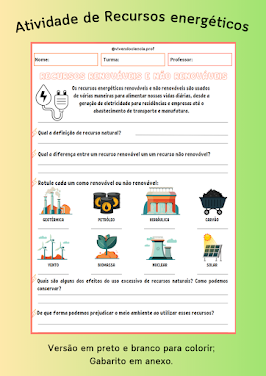 Atividade de Recursos energéticos
@vivendociencia.prof
Nome:
Turma:
Professor:
RECURSOS RENOVÁVEIS E NÃO RENOVÁVEIS
Os recursos energéticos renováveis e não renováveis são usados
de várias maneiras para alimentar nossas vidas diárias, desde a
geração de eletricidade para residências e empresas até o
abastecimento de transporte e manufatura.
Qual a definição de recurso natural?
Qual a diferença entre um recurso renovável um recurso não renovável?
Rotule cada um como renovável ou não renovável:
GEOTÉRMICA
PETRÓLEO
HIDRÁULICA
CARVÃO
VENTO
BIOMASSA
NUCLEAR
SOLAR
Quais são alguns dos efeitos do uso excessivo de recursos naturais? Como podemos
conservar?
De que forma podemos prejudicar o meio ambiente ao utilizar esses recursos?
Versão em preto e branco para colorir;
Gabarito em anexo.